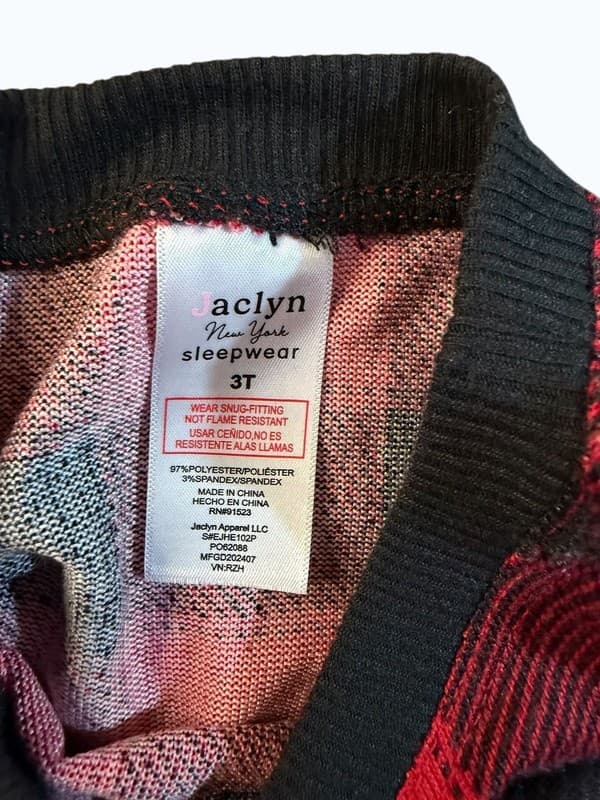 Jaclyn
New York
sleepwear
3T
WEAR SNUG-FITTING
NOT FLAME RESISTANT
USAR CEÑIDO,NO ES
RESISTENTE ALAS LLAMAS
97%POLYESTER/POLIÉSTER
3%SPANDEX/SPANDEX
MADE IN CHINA
HECHO EN CHINA
RN#91523
Jaclyn Apparel LLC
S#EJHE102P
PO62088
MFGD202407
VN:RZH